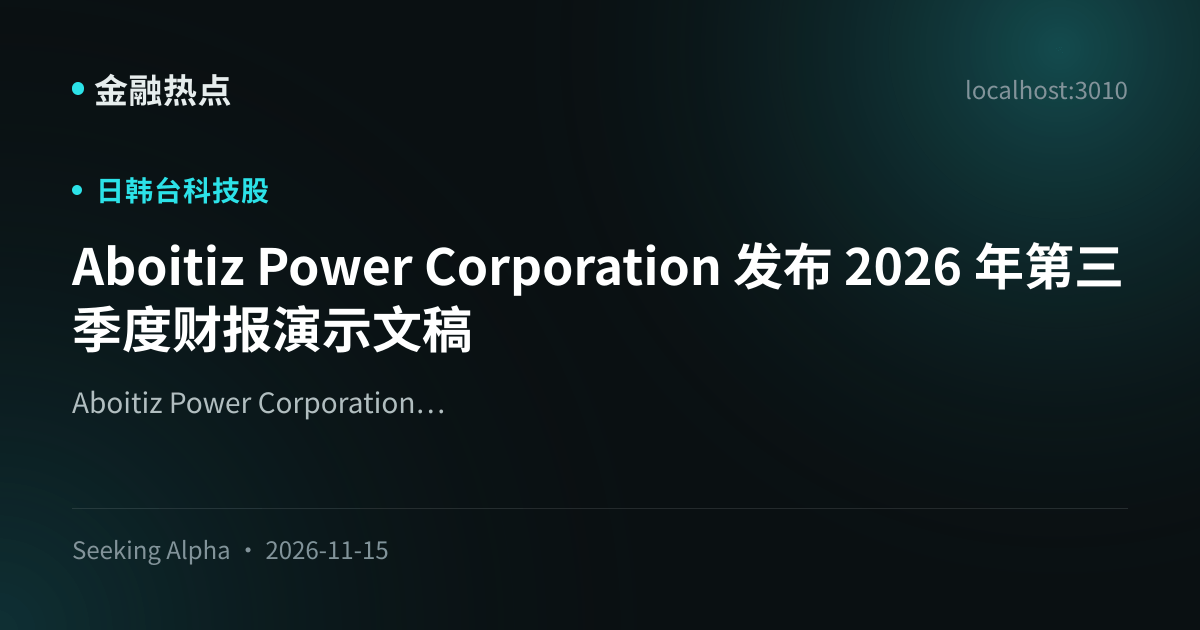 金融热点
localhost:3010
日韩台科技股
Aboitiz Power Corporation 发布 2026 年第三
季度财报演示文稿
Aboitiz Power Corporation…
Seeking Alpha · 2026-11-15